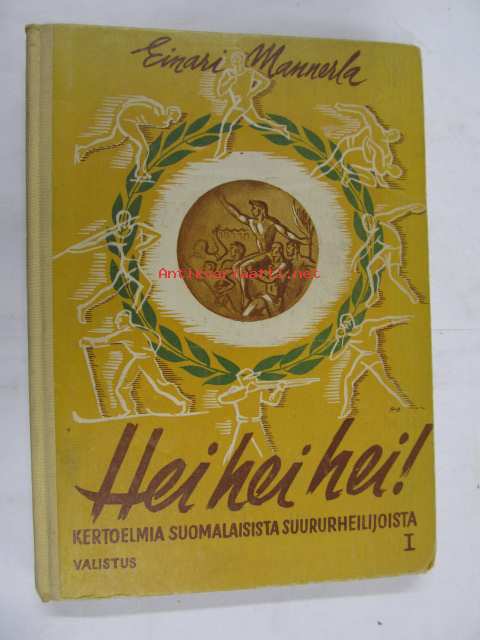 Einari Mannerla
Antikvariaatti.net
Hei hei hei!
KERTOELMIA SUOMALAISISTA SUURURHEILIJOISTA
I
VALISTUS